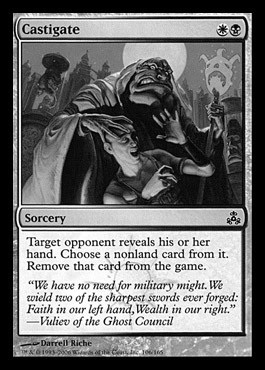 Castigate
Sorcery
Target opponent reveals his or her
hand. Choose a nonland card from it.
Remove that card from the game.
“We have no need for military might. We
wield two of the sharpest swords ever forged:
Faith in our left hand, Wealth in our right.”
—Vuliev of the Ghost Council
Darrell Riche
™ & © 1993–2006 Wizards of the Coast, Inc. 106/165